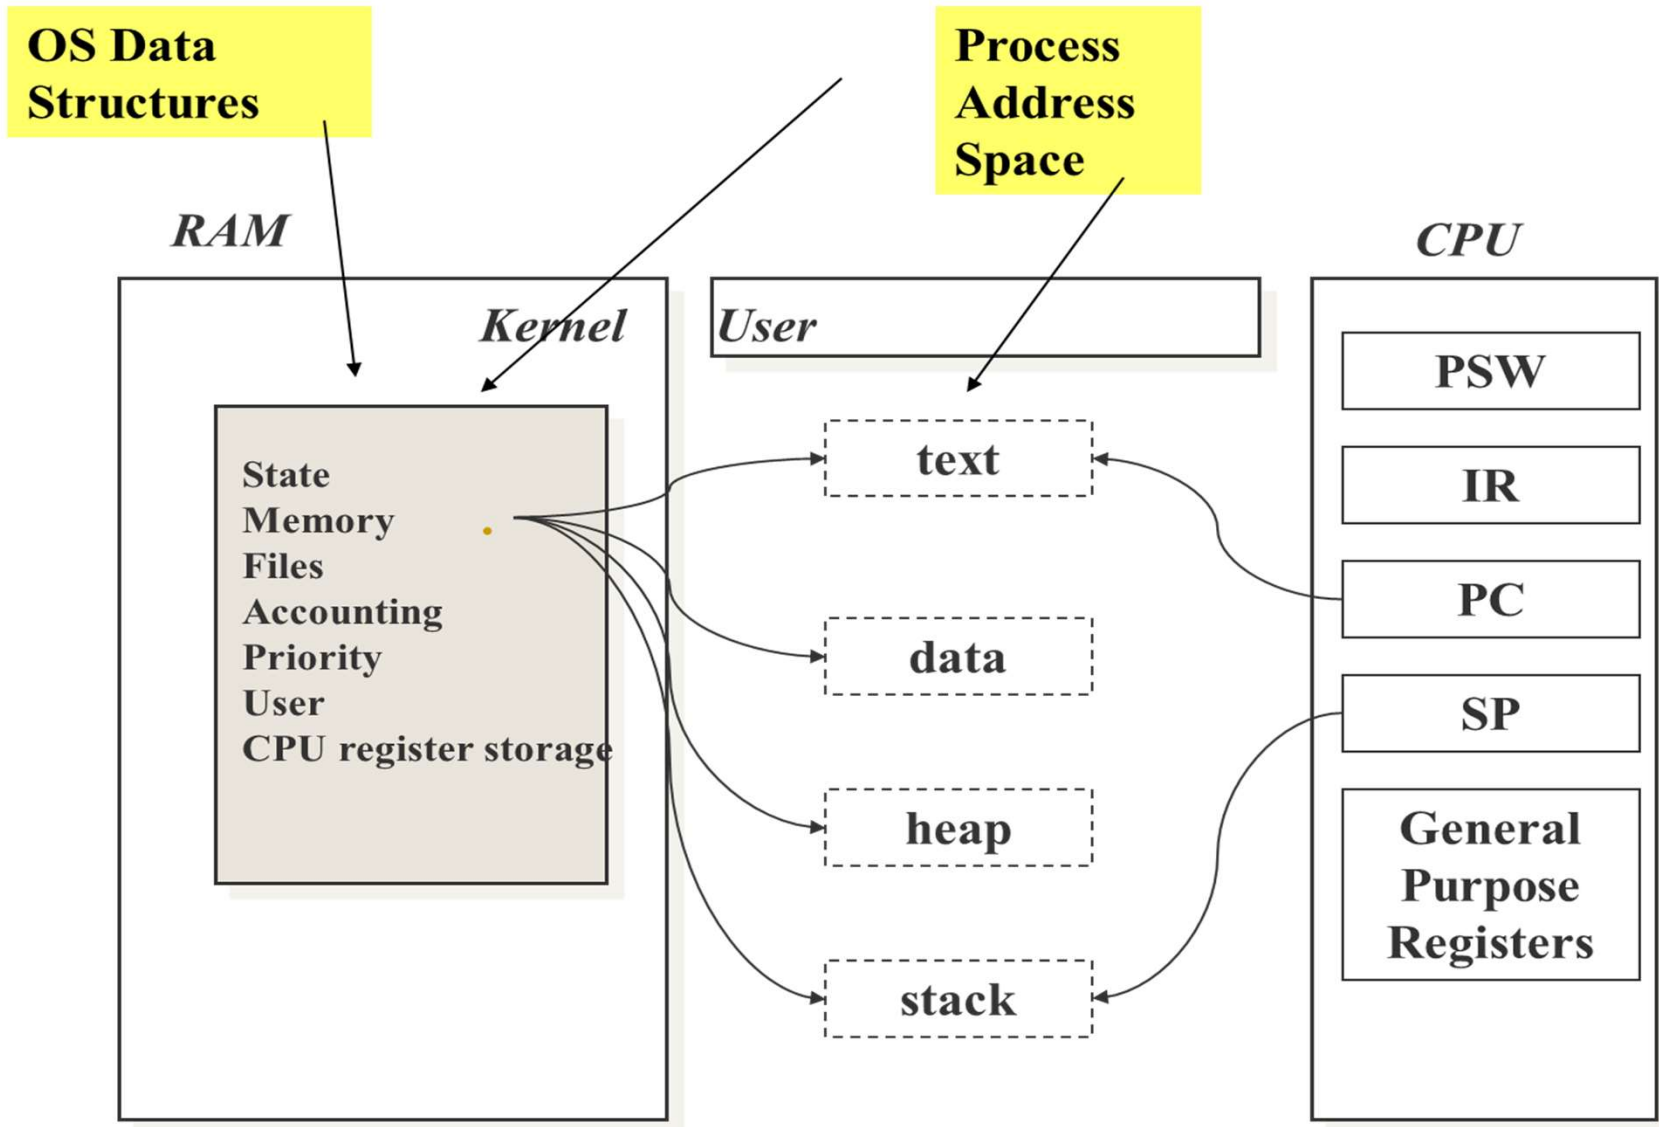 OS Data
Structures
Process
Address
Space
RAM
CPU
Kernel
User
State
Memory
Files
Accounting
Priority
User
CPU register storage
text
data
heap
stack
PSW
IR
PC
SP
General
Purpose
Registers